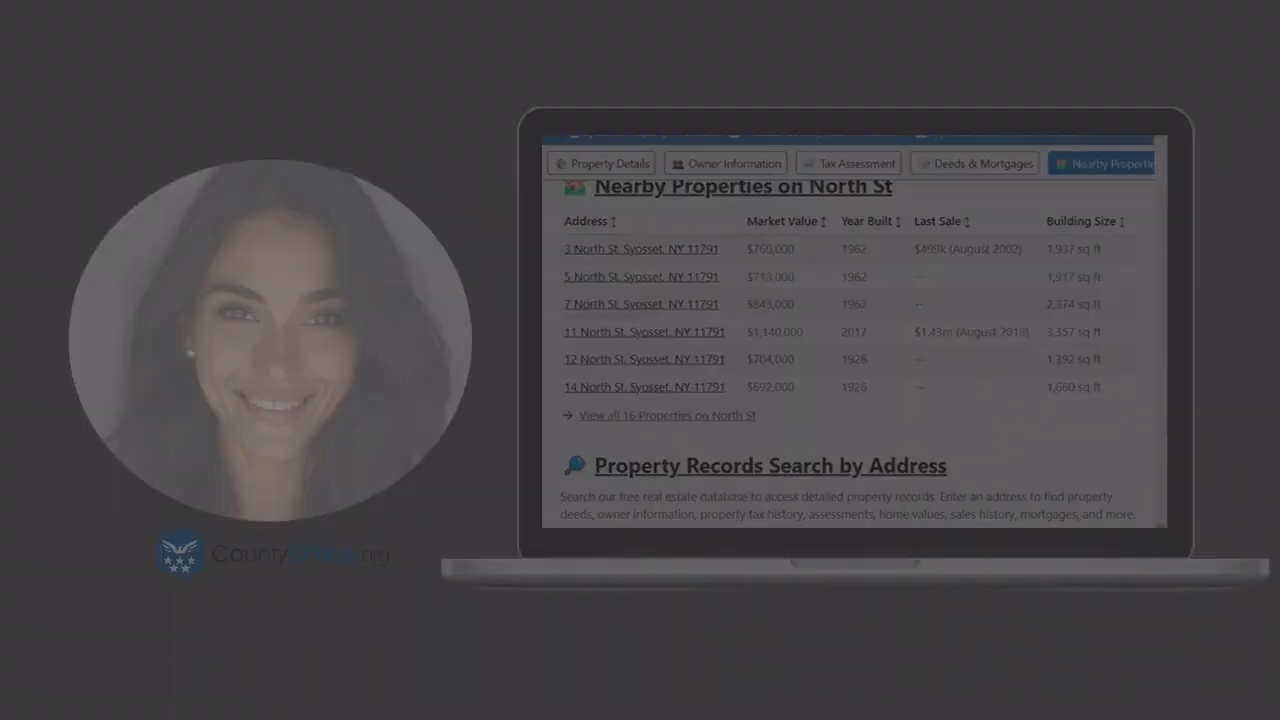 Property Details Owner Information Tax Assessment Deeds & Mortgages Nearby Properti
Nearby Properties on North St
Address Market Value Year Built Last Sale Building Size
3 North St, Syosset, NY 11791 $766,000 1962 $499k (August 2002) 1,937 sq ft
5 North St, Syosset, NY 11791 $713,000 1962 -- 1,917 sq ft
7 North St, Syosset, NY 11791 $843,000 1962 -- 2,374 sq ft
11 North St, Syosset, NY 11791 $1,140,000 2017 $1.43m (August 2018) 3,357 sq ft
12 North St, Syosset, NY 11791 $704,000 1926 -- 1,392 sq ft
14 North St, Syosset, NY 11791 $692,000 1926 -- 1,660 sq ft
→ View all 16 Properties on North St
Property Records Search by Address
Search our free real estate database to access detailed property records. Enter an address to find property
deeds, owner information, property tax history, assessments, home values, sales history, mortgages, and more.
CountyOffice.org